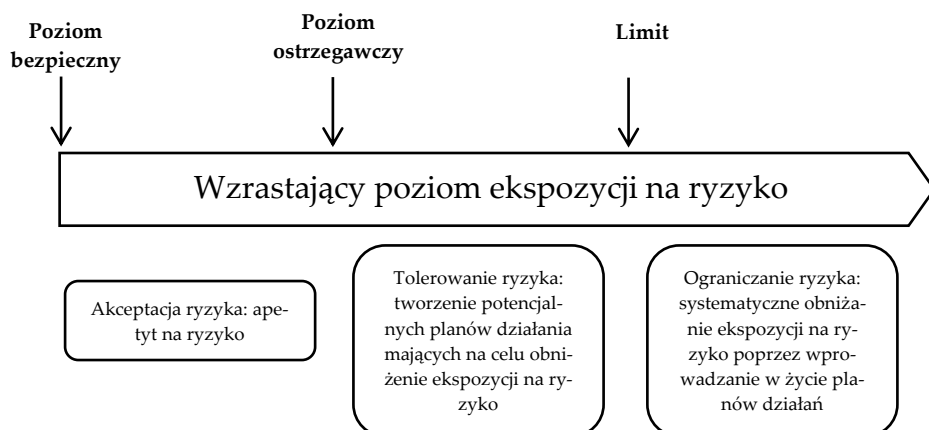 Poziom
bezpieczny
Poziom
ostrzegawczy
Limit
Wzrastający poziom ekspozycji na ryzyko
Akceptacja ryzyka: ape-
tyt na ryzyko
Tolerowanie ryzyka:
tworzenie potencjal-
nych planów działania
mających na celu obni-
żenie ekspozycji na ry-
zyko
Ograniczanie ryzyka:
systematyczne obniża-
nie ekspozycji na ry-
zyko poprzez wpro-
wadzanie w życie pla-
nów działań